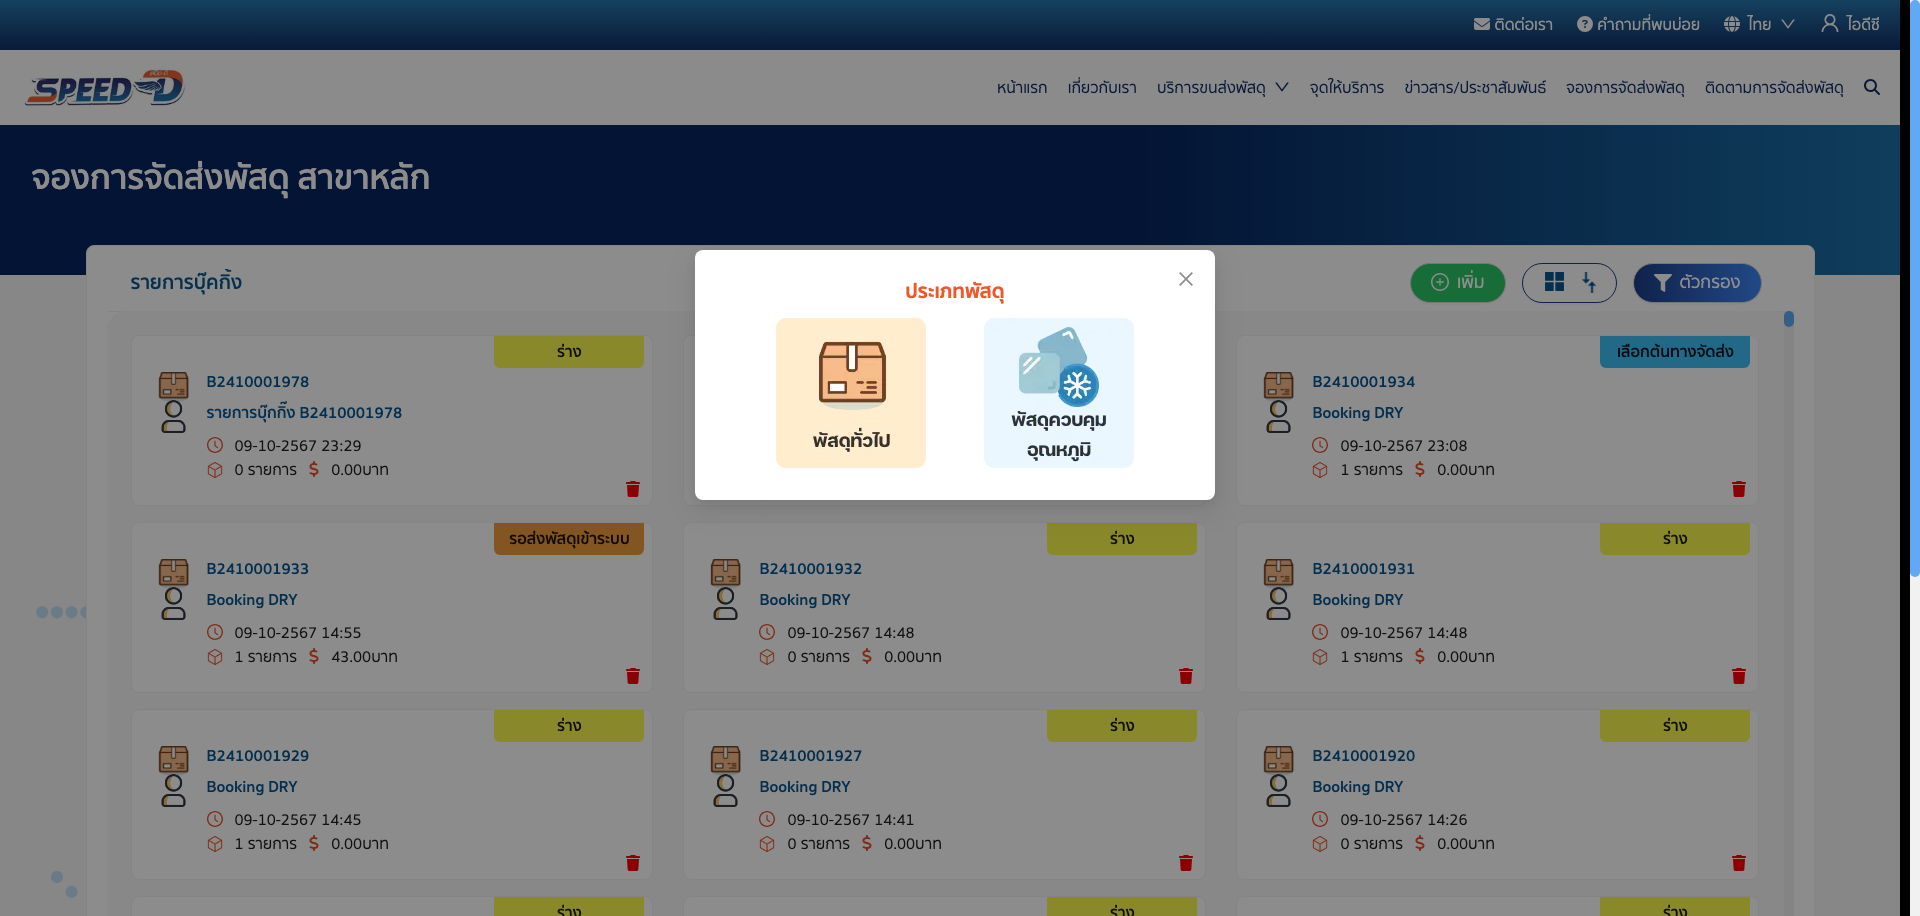 ติดต่อเรา
คำถามที่พบบ่อย
ไทย
ไอดีซี
SPEED-D
หน้าแรก
เกี่ยวกับเรา
บริการขนส่งพัสดุ
จุดให้บริการ
ข่าวสาร/ประชาสัมพันธ์
จองการจัดส่งพัสดุ
ติดตามการจัดส่งพัสดุ
จองการจัดส่งพัสดุ สาขาหลัก
รายการบุ๊คกิ้ง
เพิ่ม
ตัวกรอง
ประเภทพัสดุ
พัสดุทั่วไป
พัสดุควบคุม
อุณหภูมิ
ร่าง
B2410001978
รายการบุ๊กกิ๊ง B2410001978
09-10-2567 23:29
0 รายการ $ 0.00บาท
เลือกต้นทางจัดส่ง
B2410001934
Booking DRY
09-10-2567 23:08
1 รายการ $ 0.00บาท
รอส่งพัสดุเข้าระบบ
B2410001933
Booking DRY
09-10-2567 14:55
1 รายการ $ 43.00บาท
ร่าง
B2410001932
Booking DRY
09-10-2567 14:48
0 รายการ $ 0.00บาท
ร่าง
B2410001931
Booking DRY
09-10-2567 14:48
1 รายการ $ 0.00บาท
ร่าง
B2410001929
Booking DRY
09-10-2567 14:45
1 รายการ $ 0.00บาท
ร่าง
B2410001927
Booking DRY
09-10-2567 14:41
0 รายการ $ 0.00บาท
ร่าง
B2410001920
Booking DRY
09-10-2567 14:26
0 รายการ $ 0.00บาท
ร่าง
ร่าง
ร่าง